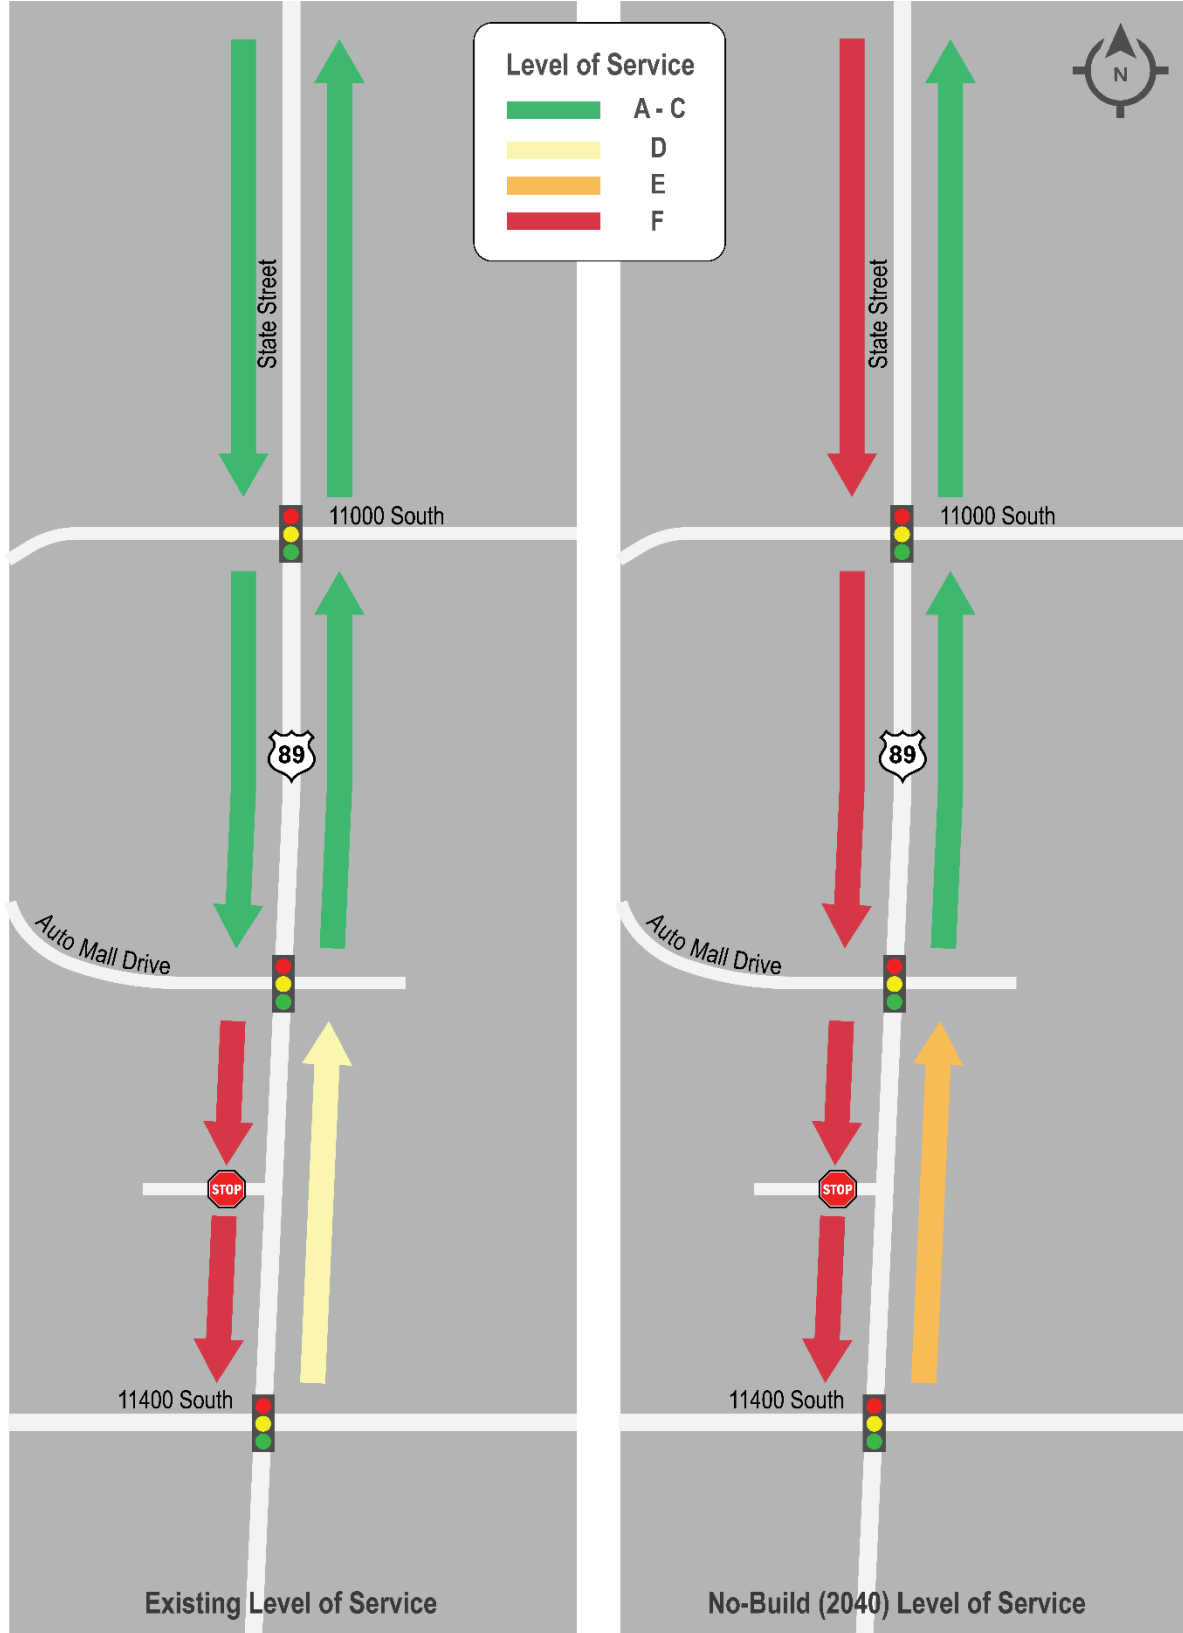 Level of Service
A - C
D
E
F
N
State Street
11000 South
89
Auto Mall Drive
STOP
11400 South
Existing Level of Service
State Street
11000 South
89
Auto Mall Drive
STOP
11400 South
No-Build (2040) Level of Service